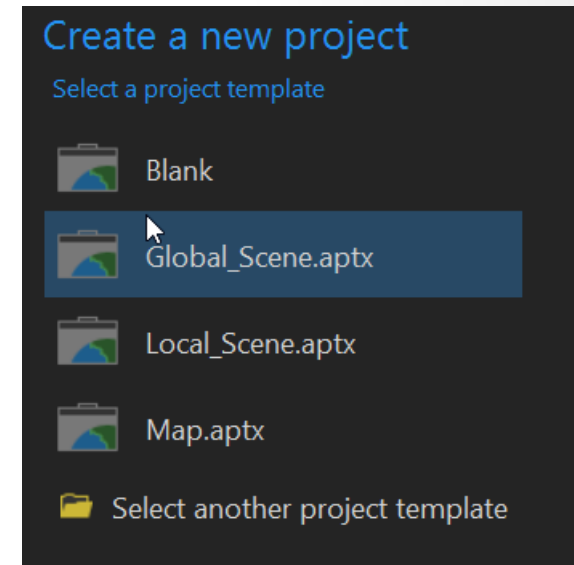 Create a new project
Select a project template
Blank
Global_Scene.aptx
Local_Scene.aptx
Map.aptx
Select another project template